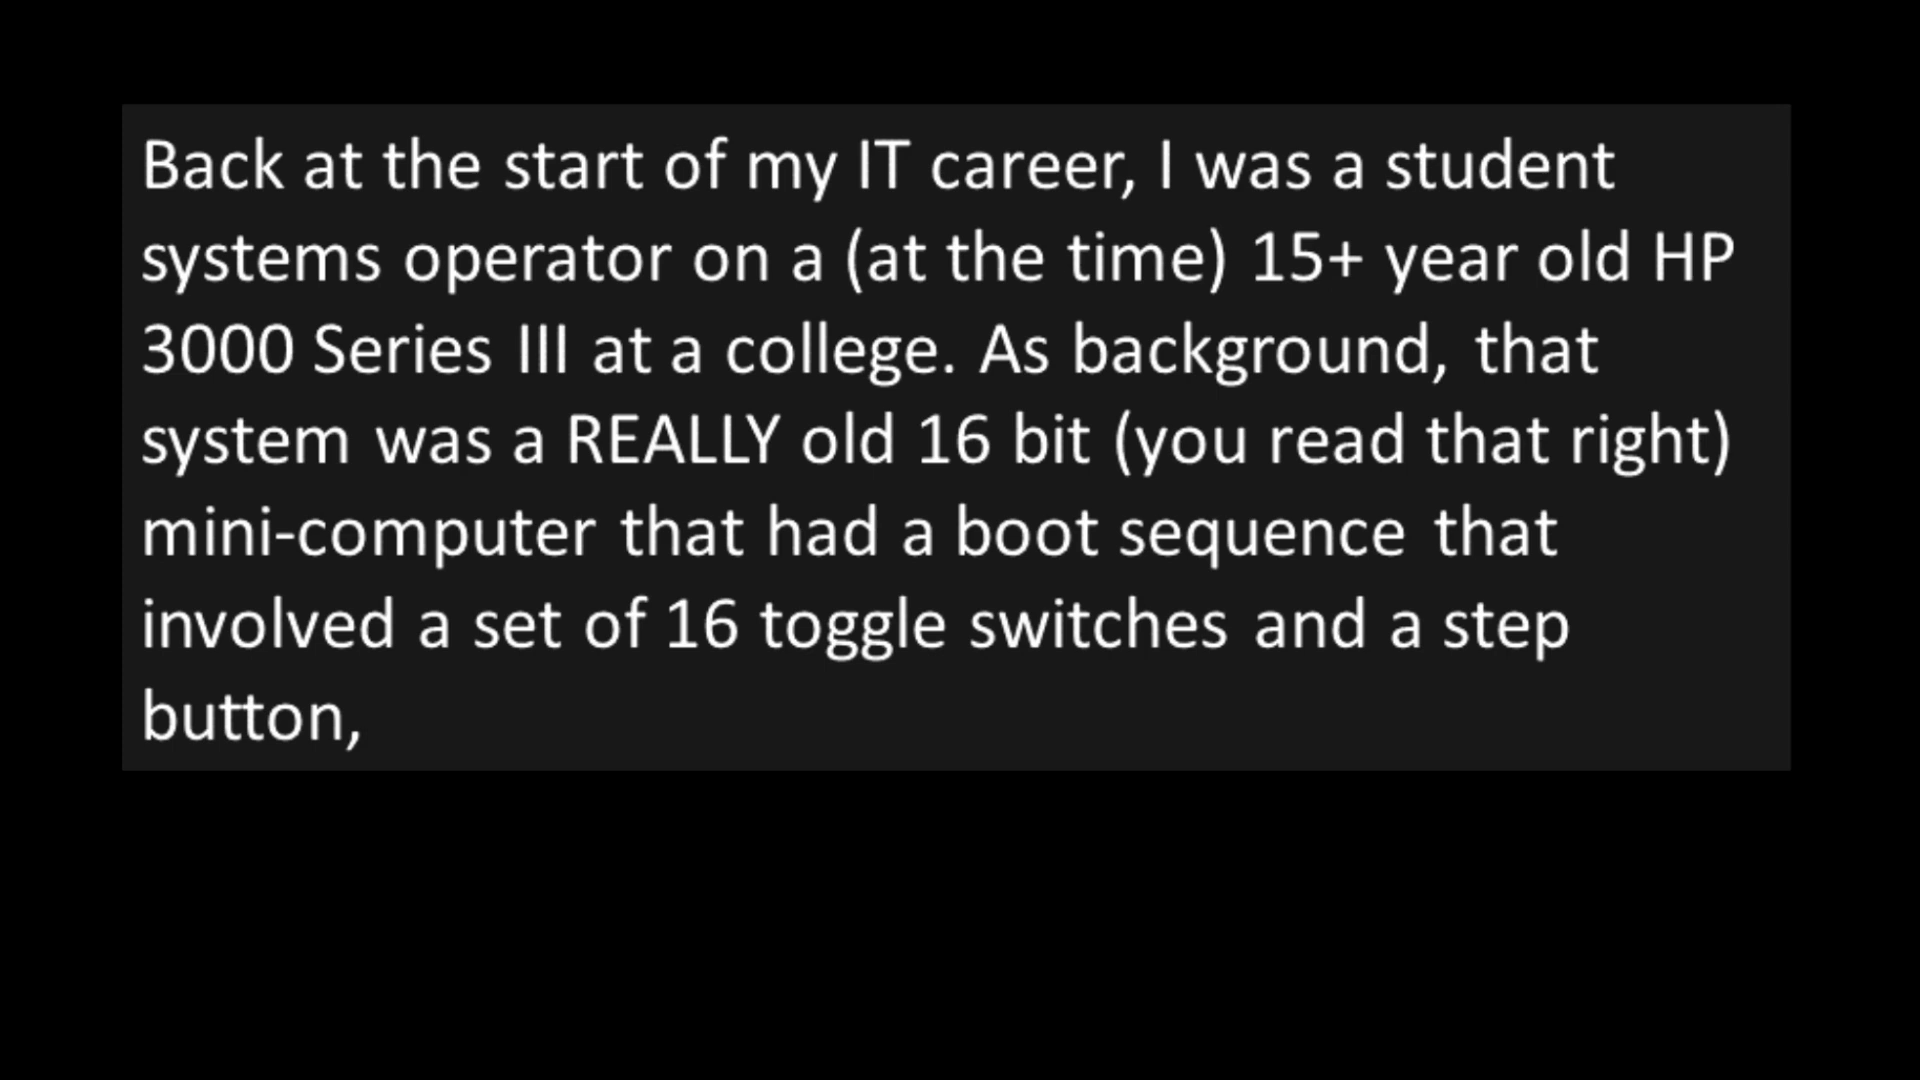 Back at the start of my IT career, I was a student
systems operator on a (at the time) 15+ year old HP
3000 Series III at a college. As background, that
system was a REALLY old 16 bit (you read that right)
mini-computer that had a boot sequence that
involved a set of 16 toggle switches and a step
button,